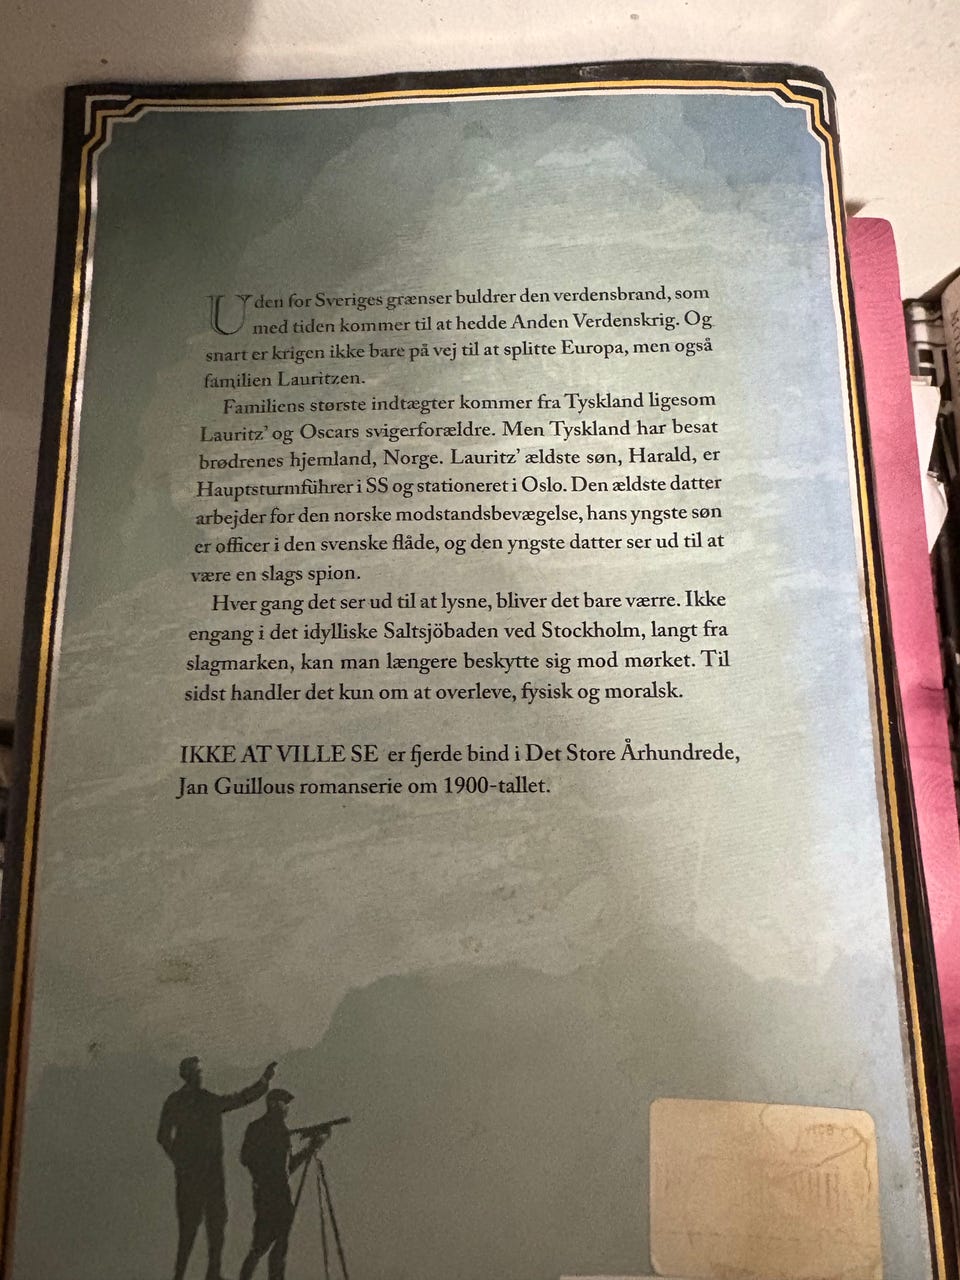 Uden for Sveriges grænser buldrer den verdensbrand, som
med tiden kommer til at hedde Anden Verdenskrig. Og
snart er krigen ikke bare på vej til at splitte Europa, men også
familien Lauritzen.
Familiens største indtægter kommer fra Tyskland ligesom
Lauritz’ og Oscars svigerforældre. Men Tyskland har besat
brødrenes hjemland, Norge. Lauritz’ ældste søn, Harald, er
Hauptsturmführer i SS og stationeret i Oslo. Den ældste datter
arbejder for den norske modstandsbevægelse, hans yngste søn
er officer i den svenske flåde, og den yngste datter ser ud til at
være en slags spion.
Hver gang det ser ud til at lysne, bliver det bare værre. Ikke
engang i det idylliske Saltsjöbaden ved Stockholm, langt fra
slagmarken, kan man længere beskytte sig mod mørket. Til
sidst handler det kun om at overleve, fysisk og moralsk.
IKKE AT VILLE SE er fjerde bind i Det Store Århundrede,
Jan Guillous romanserie om 1900-tallet.